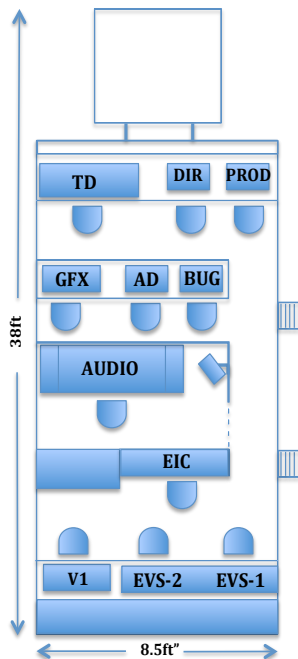 TD DIR PROD
GFX AD BUG
38ft
AUDIO
EIC
V1 EVS-2 EVS-1
8.5ft”